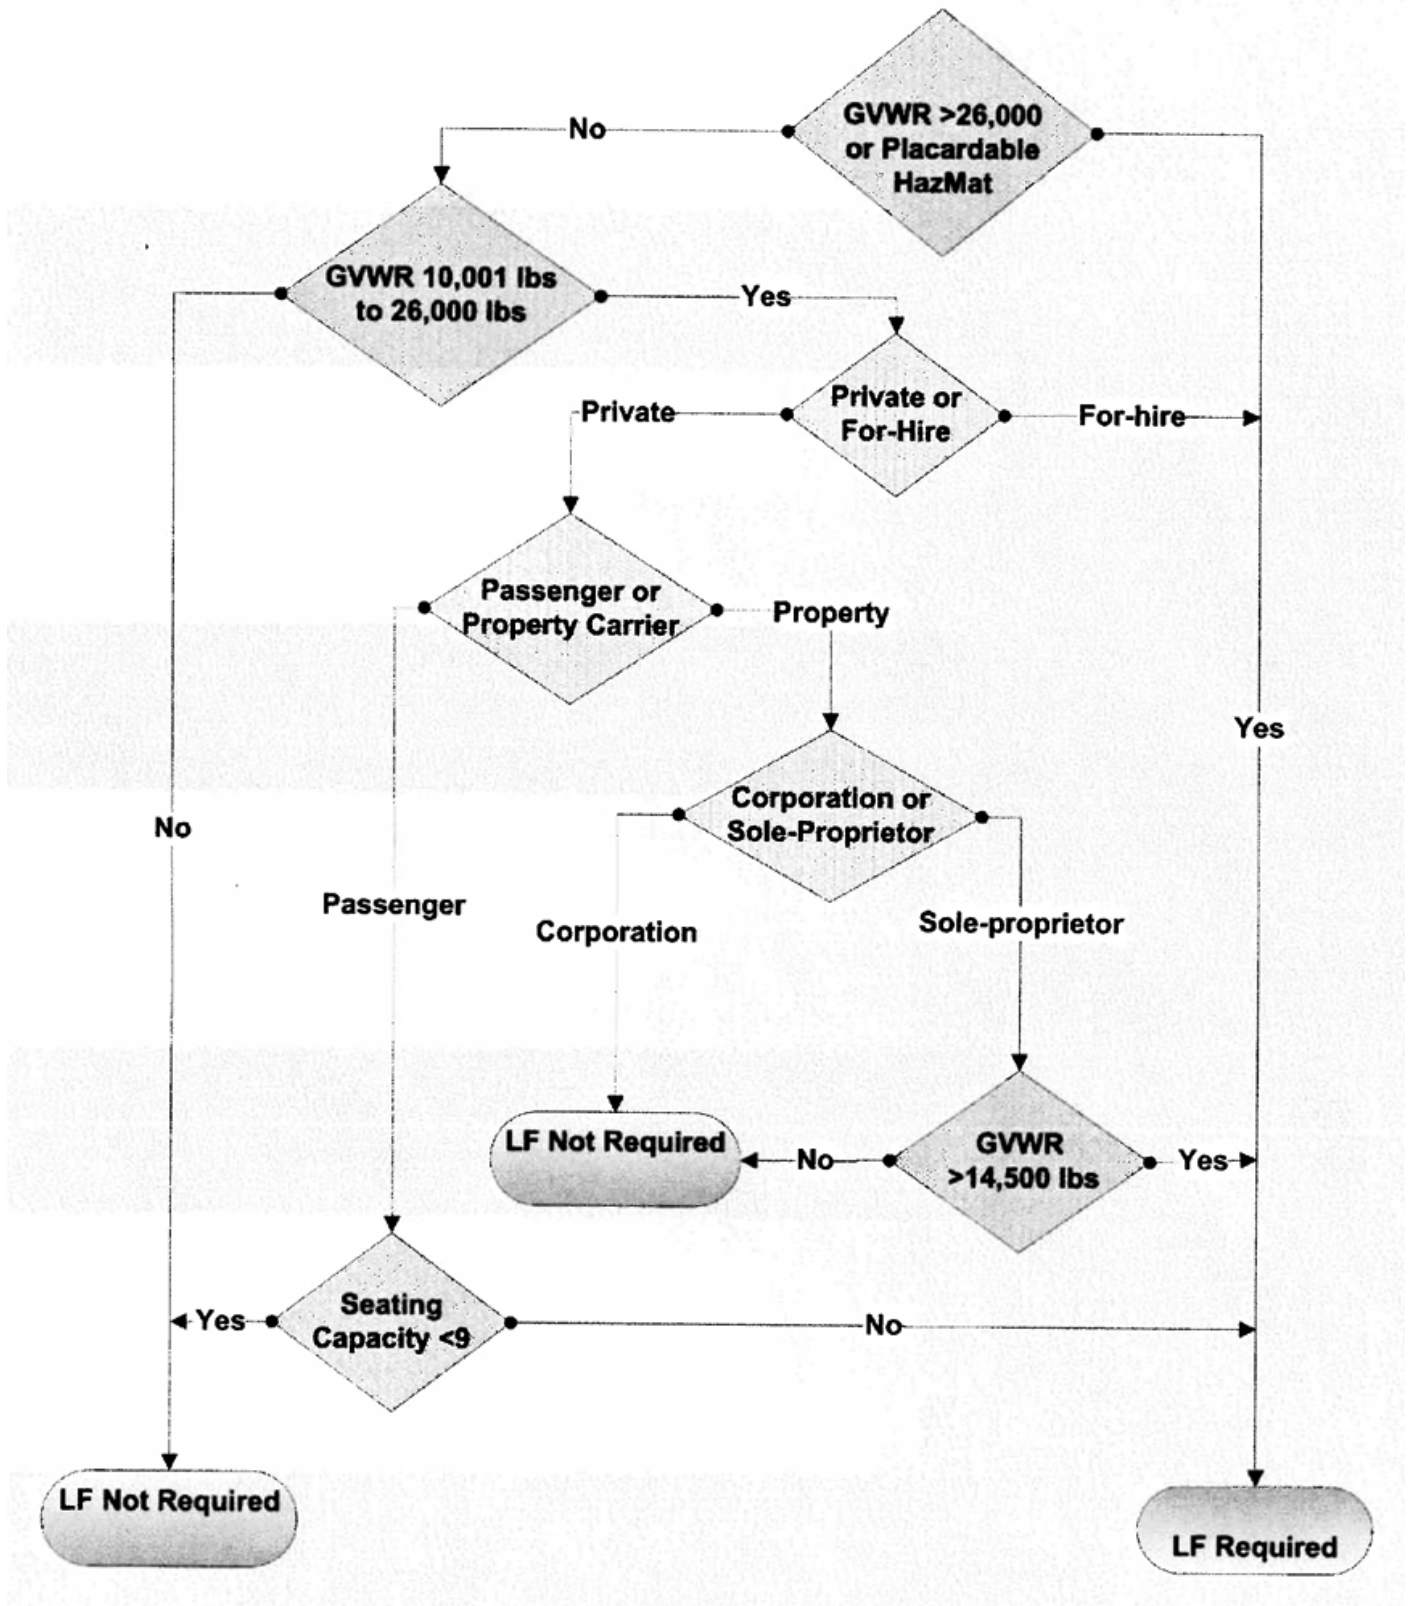 GVWR >26,000
or Placardable
HazMat
No
GVWR 10,001 lbs
to 26,000 lbs
Yes
Private or
For-Hire
Private
For-hire
Passenger or
Property Carrier
Property
Yes
Corporation or
Sole-Proprietor
No
Passenger
Corporation
Sole-proprietor
LF Not Required
No
GVWR
>14,500 lbs
Yes
Yes
Seating
Capacity <9
No
LF Not Required
LF Required